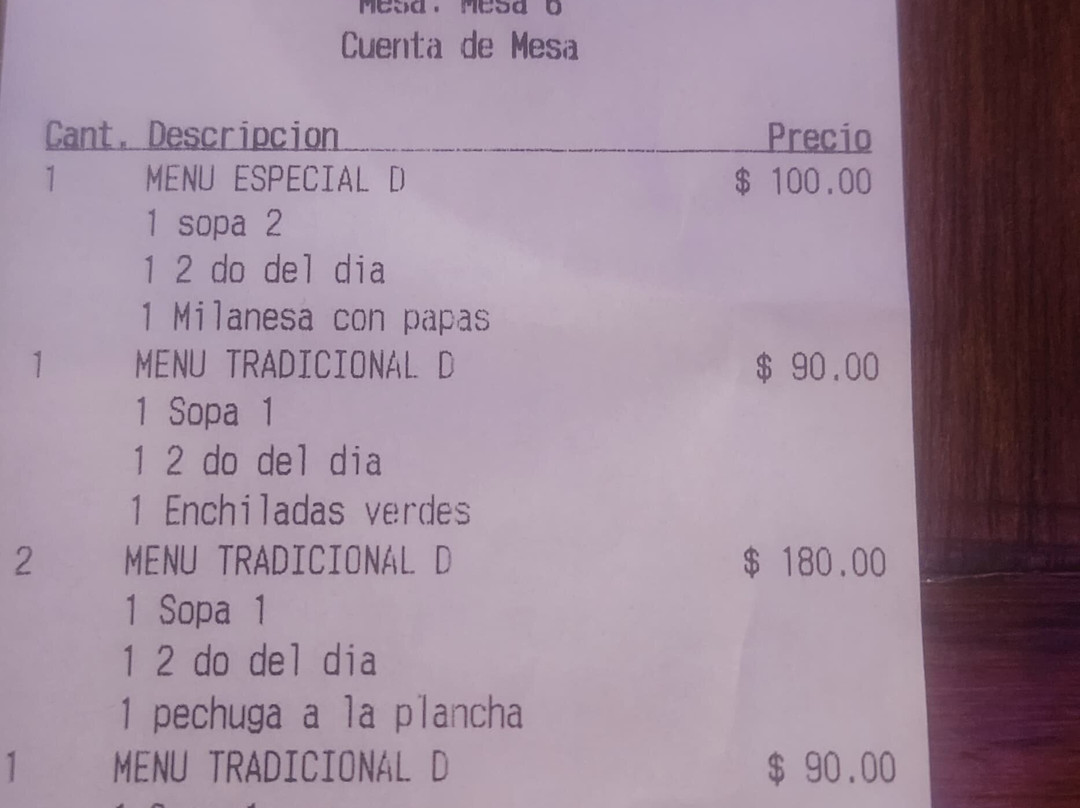 Mesa: Mesa 6
Cuenta de Mesa
Cant. Descripcion Precio
1 MENU ESPECIAL D $ 100.00
1 sopa 2
1 2 do del dia
1 Milanesa con papas
1 MENU TRADICIONAL D $ 90.00
1 Sopa 1
1 2 do del dia
1 Enchiladas verdes
2 MENU TRADICIONAL D $ 180.00
1 Sopa 1
1 2 do del dia
1 pechuga a la plancha
1 MENU TRADICIONAL D $ 90.00